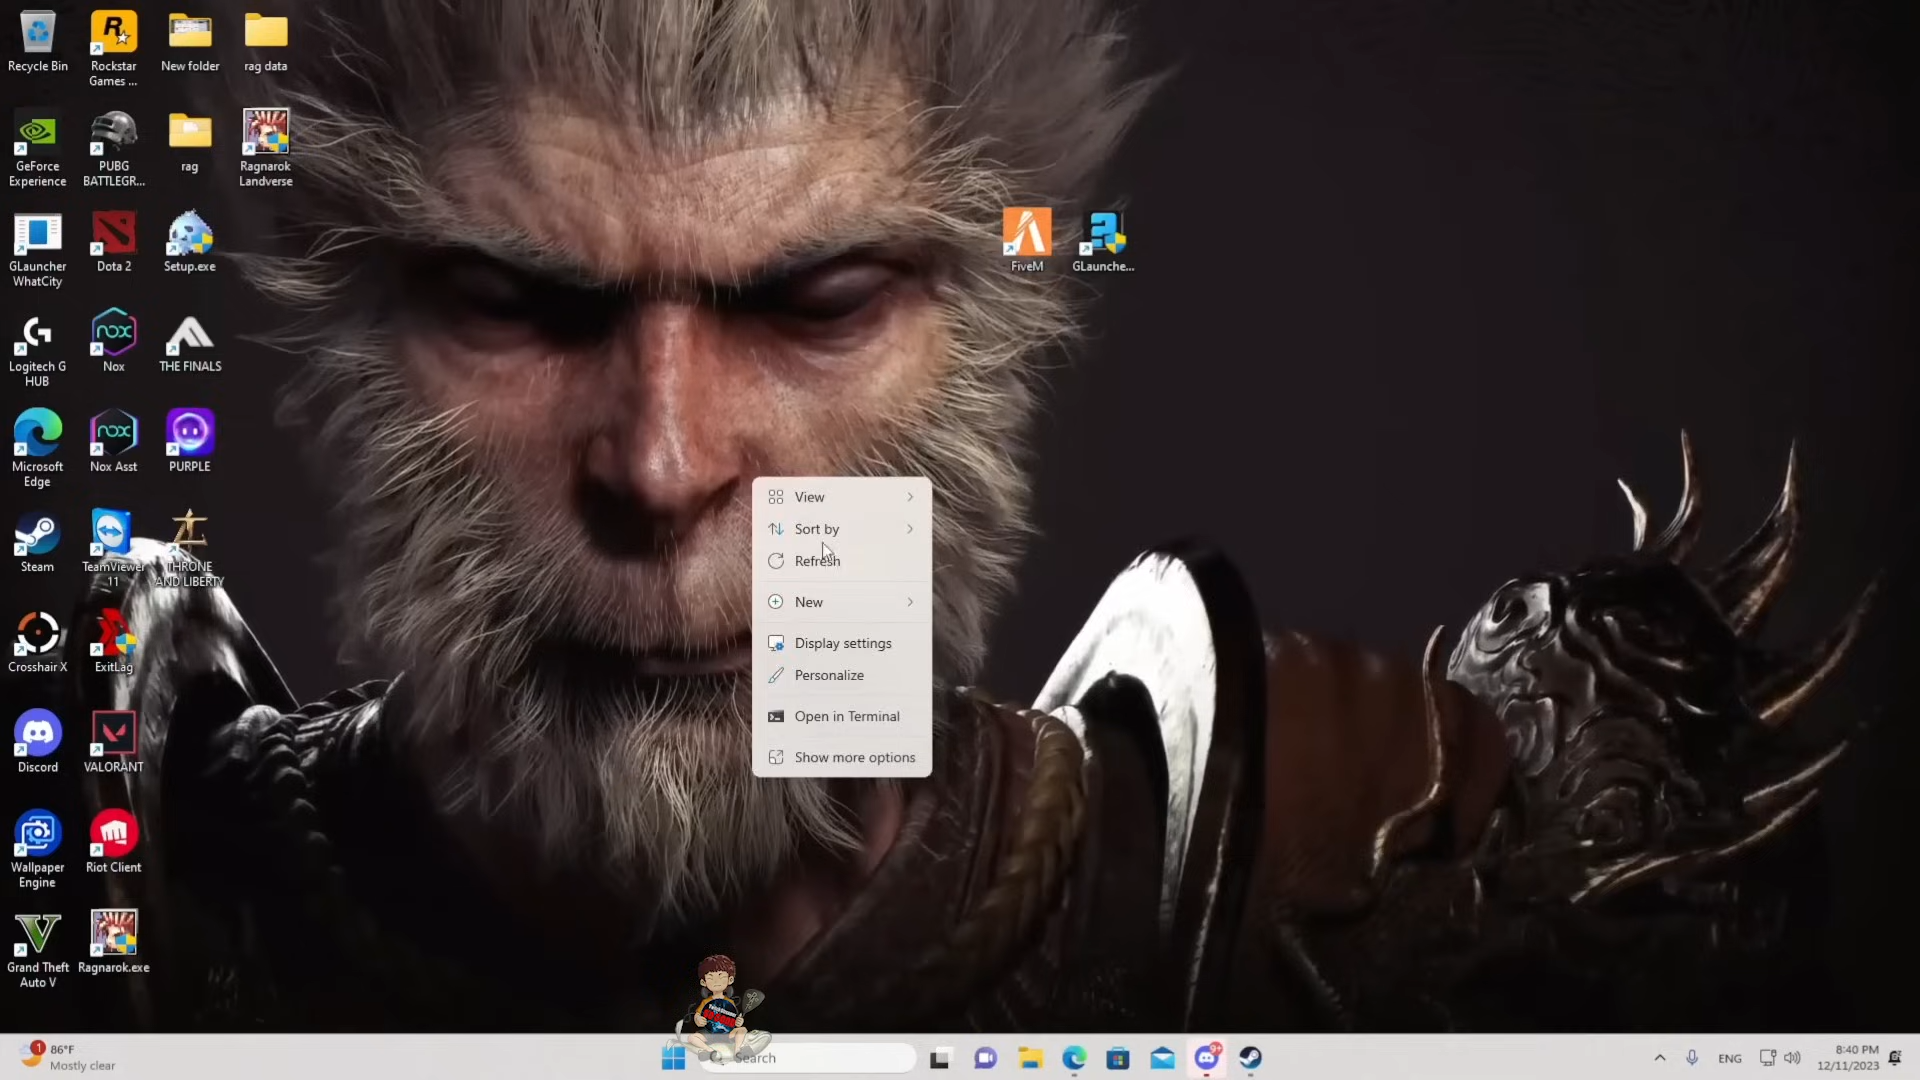 Recycle Bin
Rockstar
Games ...
New folder
rag data
GeForce
Experience
PUBG
BATTLEGR...
rag
Ragnarok
Landverse
GLauncher
WhatCity
Dota 2
Setup.exe
FiveM
GLaunche...
Logitech G
HUB
Nox
THE FINALS
Microsoft
Edge
Nox Asst
PURPLE
Steam
TeamViewer
11
THRONE
AND LIBERTY
Crosshair X
ExitLag
Discord
VALORANT
Wallpaper
Engine
Riot Client
Grand Theft
Auto V
Ragnarok.exe
View
Sort by
Refresh
New
Display settings
Personalize
Open in Terminal
Show more options
1
86°F
Mostly clear
Search
9+
ENG
8:40 PM
12/11/2023